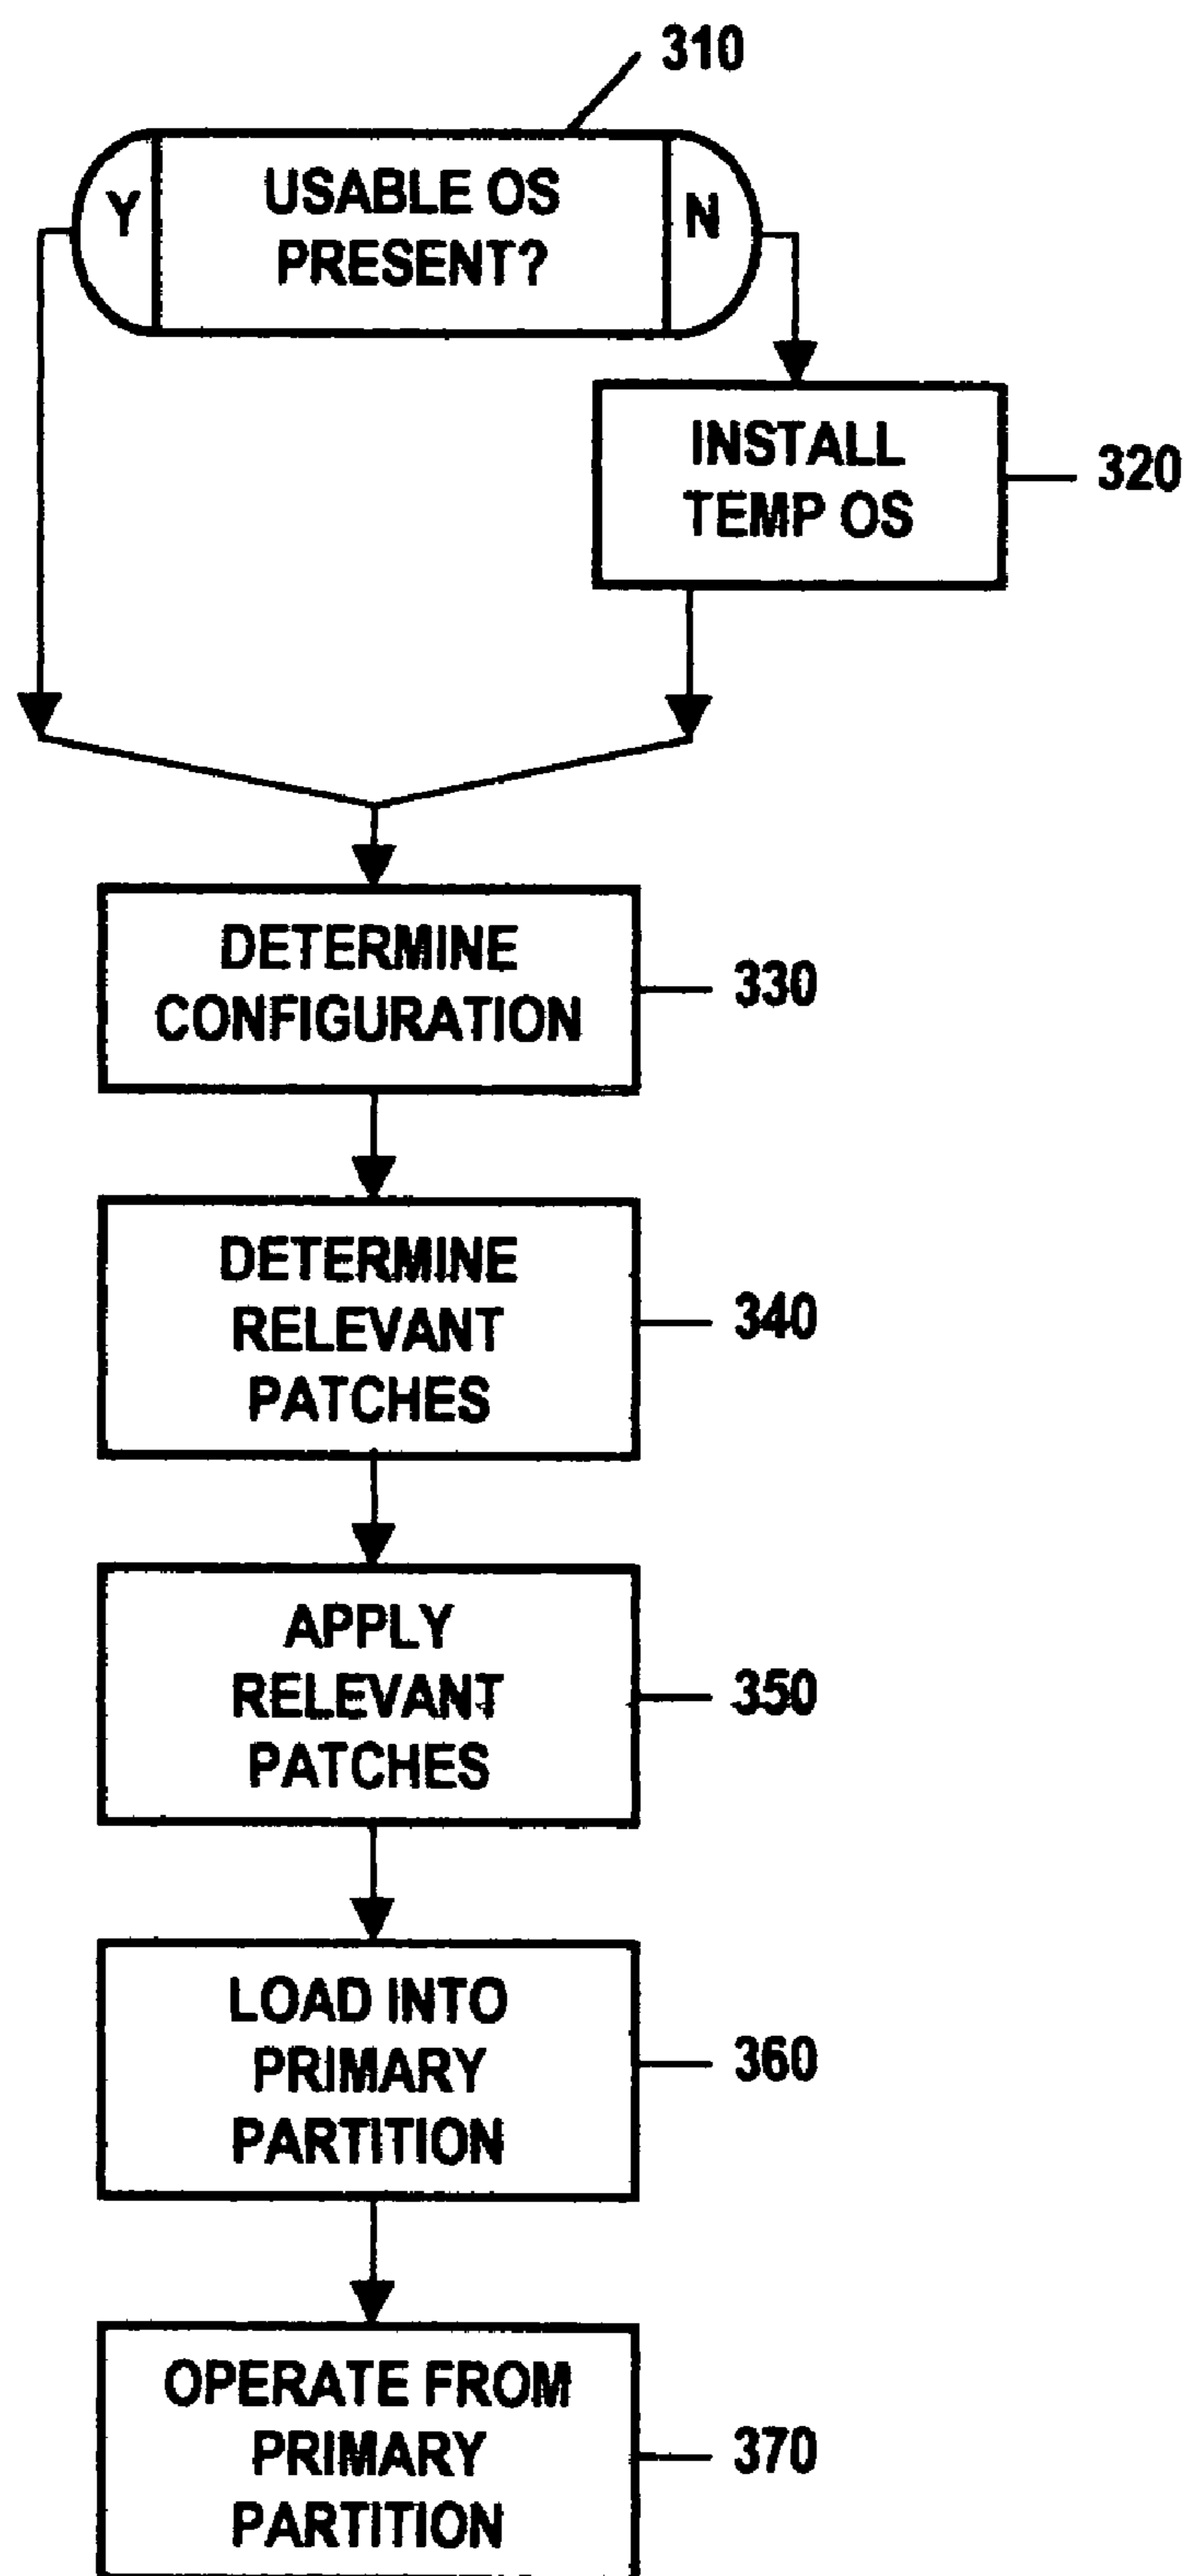 310
Y
USABLE OS
PRESENT?
N
INSTALL
TEMP OS
320
DETERMINE
CONFIGURATION
330
DETERMINE
RELEVANT
PATCHES
340
APPLY
RELEVANT
PATCHES
350
LOAD INTO
PRIMARY
PARTITION
360
OPERATE FROM
PRIMARY
PARTITION
370